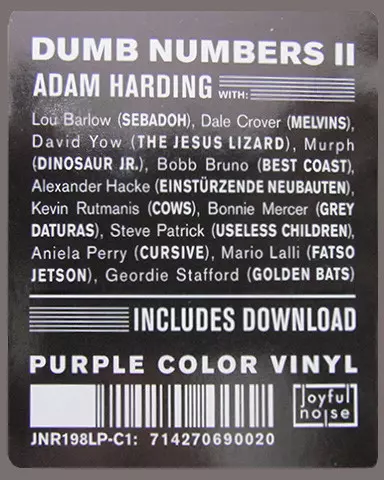 DUMB NUMBERS II
ADAM HARDING WITH:
Lou Barlow (SEBADOH), Dale Crover (MELVINS),
David Yow (THE JESUS LIZARD), Murph
(DINOSAUR JR.), Bobb Bruno (BEST COAST),
Alexander Hacke (EINSTÜRZENDE NEUBAUTEN),
Kevin Rutmanis (COWS), Bonnie Mercer (GREY
DATURAS), Steve Patrick (USELESS CHILDREN),
Aniela Perry (CURSIVE), Mario Lalli (FATSO
JETSON), Geordie Stafford (GOLDEN BATS)
INCLUDES DOWNLOAD
PURPLE COLOR VINYL
joyful
noise
JNR198LP-C1: 714270690020